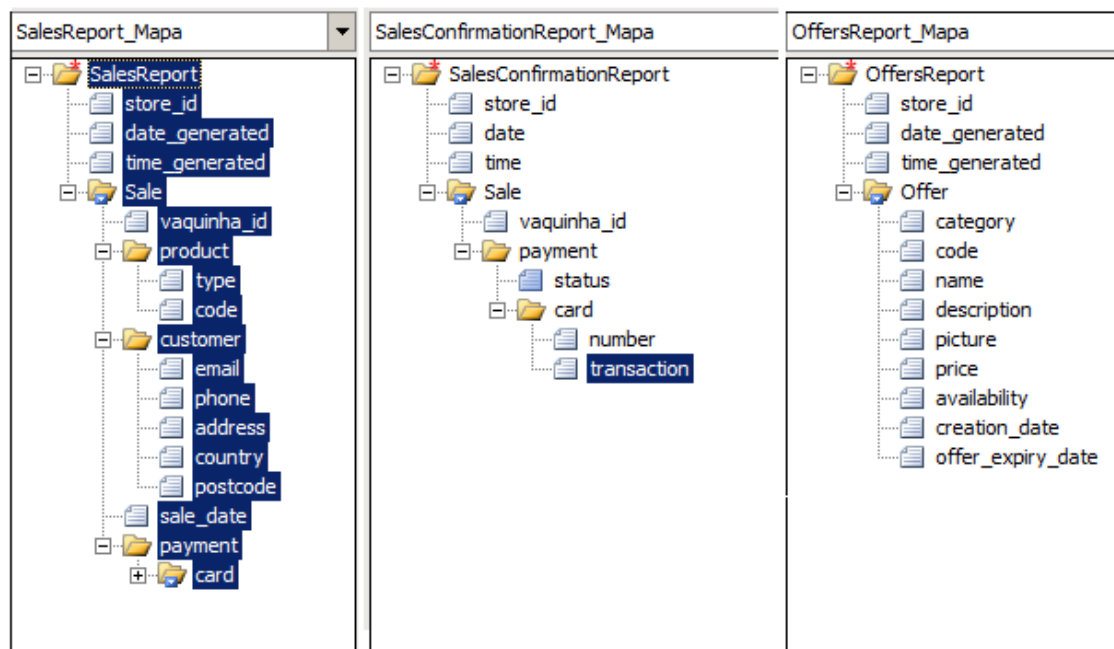 SalesReport_Mapa
SalesReport
store_id
date_generated
time_generated
Sale
vaquinha_id
product
type
code
customer
email
phone
address
country
postcode
sale_date
payment
card
SalesConfirmationReport_Mapa
SalesConfirmationReport
store_id
date
time
Sale
vaquinha_id
payment
status
card
number
transaction
OffersReport_Mapa
OffersReport
store_id
date_generated
time_generated
Offer
category
code
name
description
picture
price
availability
creation_date
offer_expiry_date